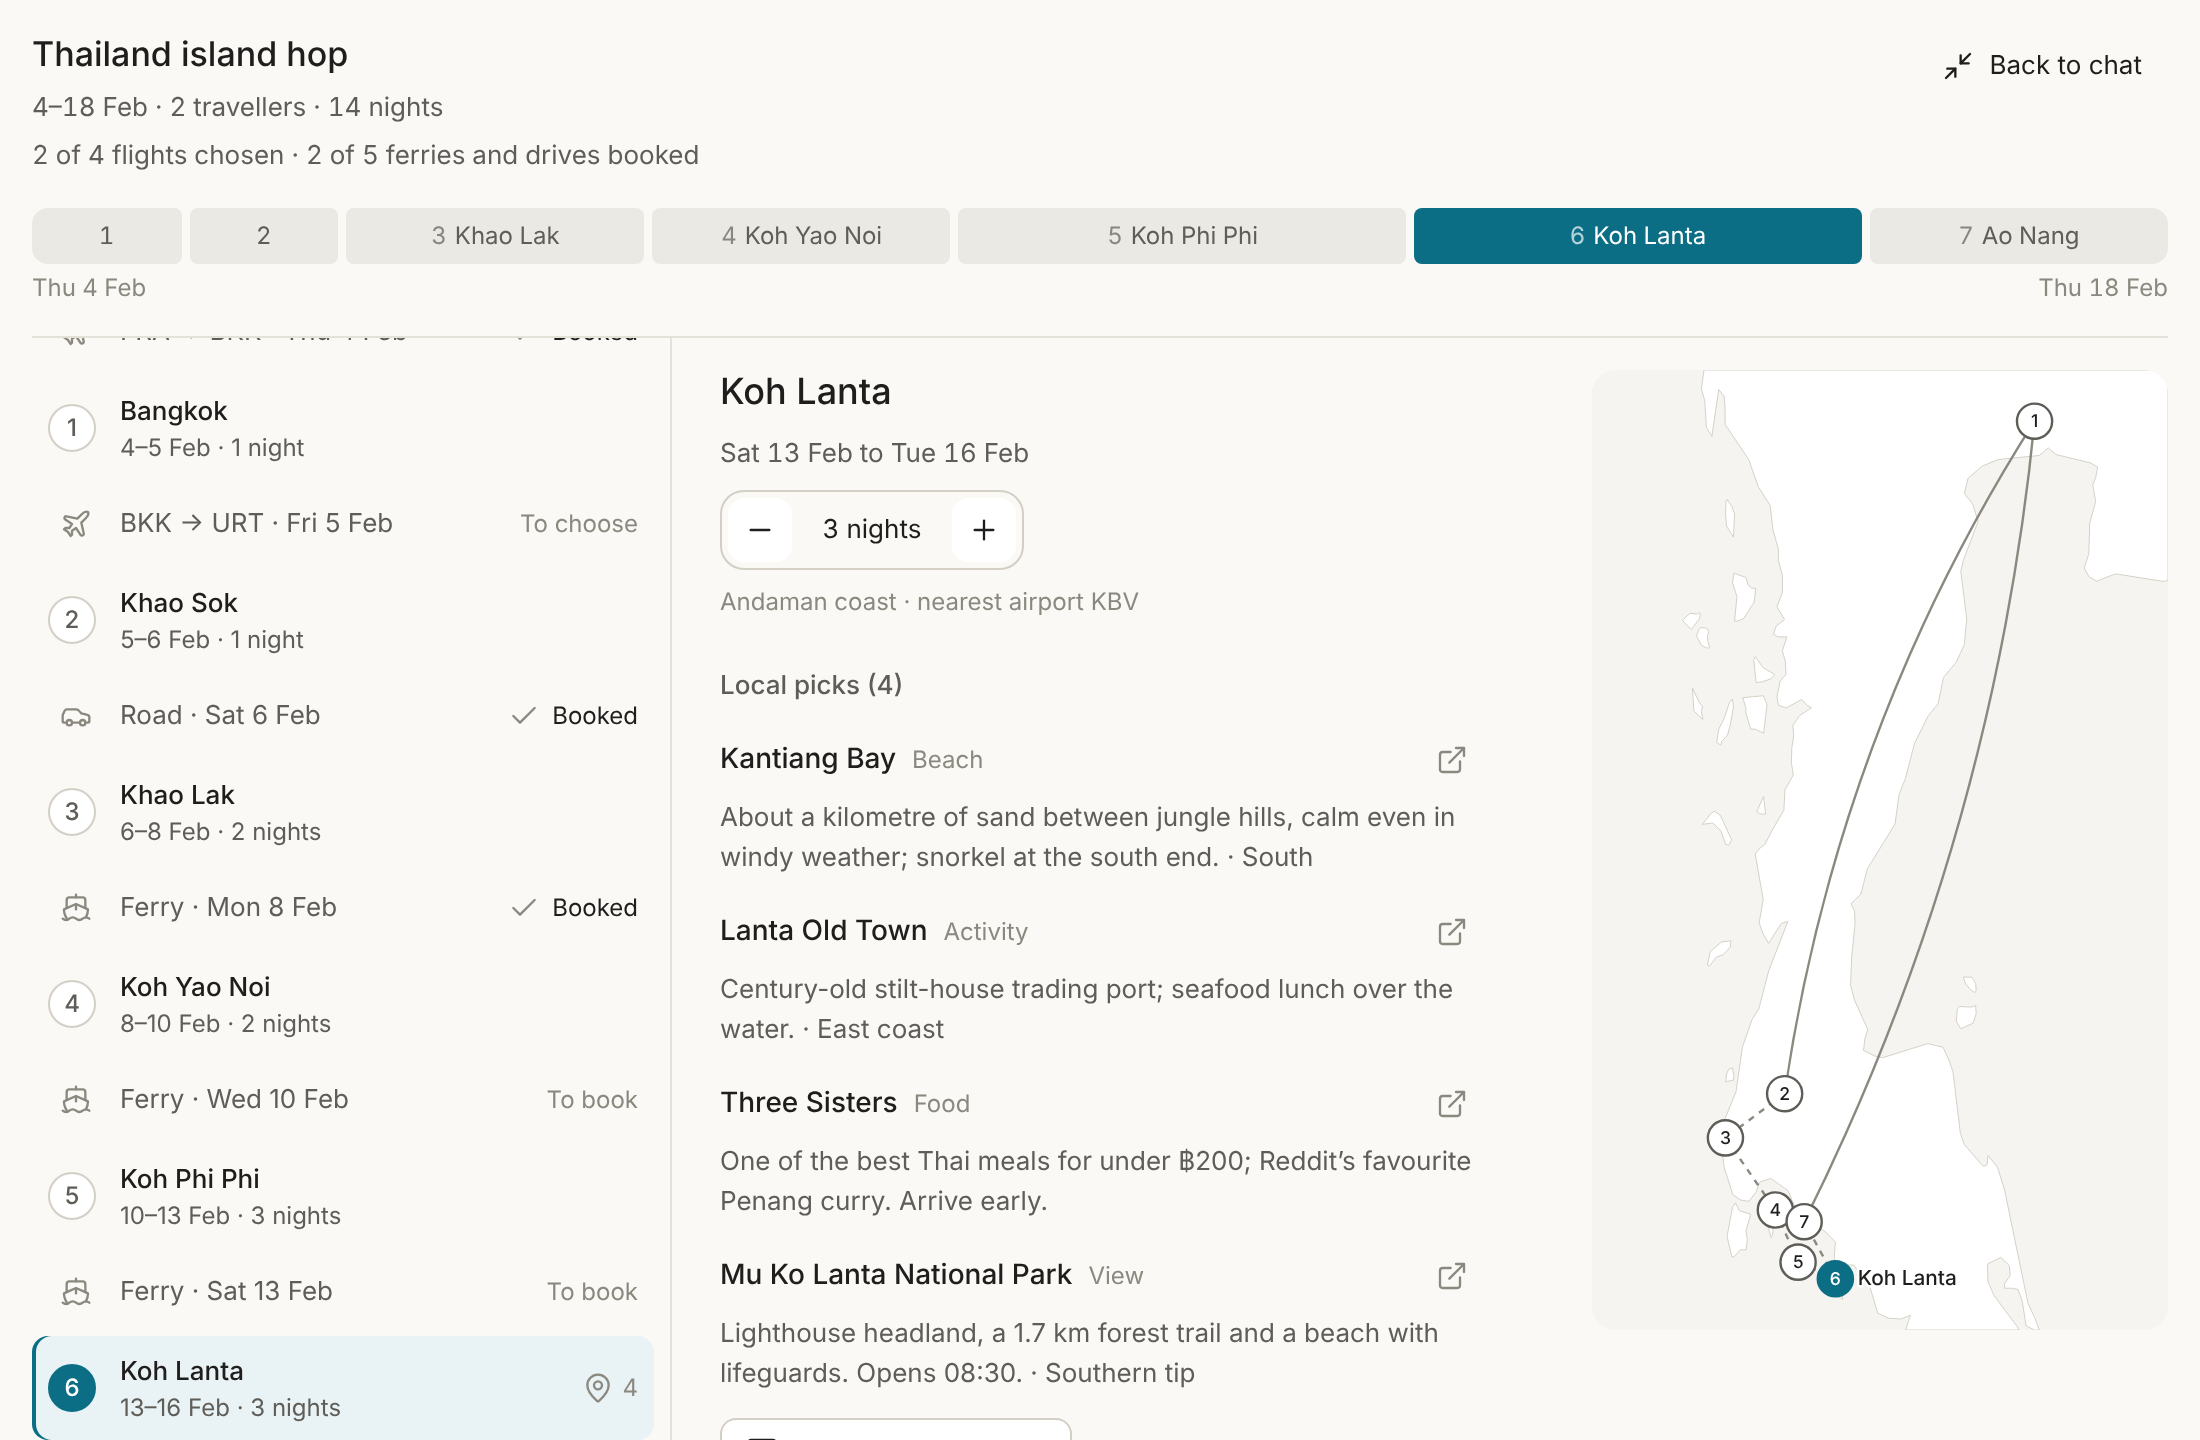 Thailand island hop
Back to chat
4–18 Feb · 2 travellers · 14 nights
2 of 4 flights chosen · 2 of 5 ferries and drives booked
1
2
3 Khao Lak
4 Koh Yao Noi
5 Koh Phi Phi
6 Koh Lanta
7 Ao Nang
Thu 4 Feb
Thu 18 Feb
Booked
1
Bangkok
4–5 Feb · 1 night
BKK → URT · Fri 5 Feb
To choose
2
Khao Sok
5–6 Feb · 1 night
Road · Sat 6 Feb
Booked
3
Khao Lak
6–8 Feb · 2 nights
Ferry · Mon 8 Feb
Booked
4
Koh Yao Noi
8–10 Feb · 2 nights
Ferry · Wed 10 Feb
To book
5
Koh Phi Phi
10–13 Feb · 3 nights
Ferry · Sat 13 Feb
To book
6
Koh Lanta
13–16 Feb · 3 nights
4
Koh Lanta
Sat 13 Feb to Tue 16 Feb
3 nights
Andaman coast · nearest airport KBV
Local picks (4)
Kantiang Bay Beach
About a kilometre of sand between jungle hills, calm even in
windy weather; snorkel at the south end. · South
Lanta Old Town Activity
Century-old stilt-house trading port; seafood lunch over the
water. · East coast
Three Sisters Food
One of the best Thai meals for under ฿200; Reddit’s favourite
Penang curry. Arrive early.
Mu Ko Lanta National Park View
Lighthouse headland, a 1.7 km forest trail and a beach with
lifeguards. Opens 08:30. · Southern tip
1
2
3
4
7
5
6
Koh Lanta